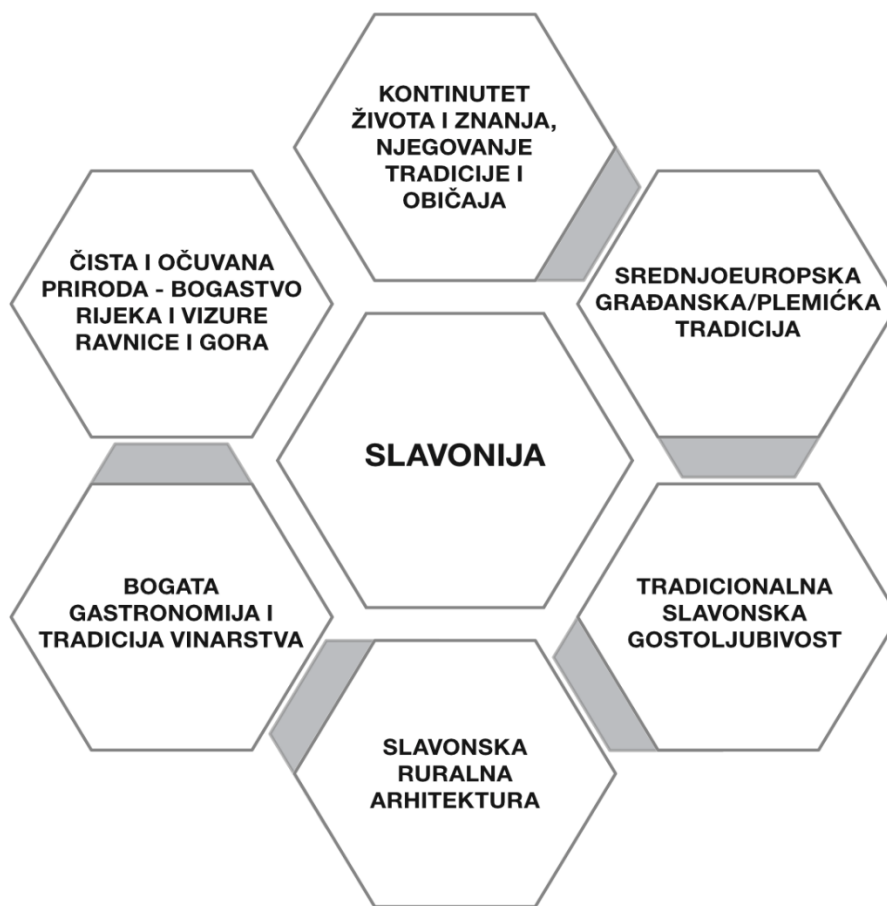 KONTINUTET
ŽIVOTA I ZNANJA,
NJEGOVANJE
TRADICIJE I
OBIČAJA
SREDNJOEUROPSKA
GRAĐANSKA/PLEMIĆKA
TRADICIJA
TRADICIONALNA
SLAVONSKA
GOSTOLJUBIVOST
SLAVONSKA
RURALNA
ARHITEKTURA
BOGATA
GASTRONOMIJA I
TRADICIJA VINARSTVA
ČISTA I OČUVANA
PRIRODA - BOGASTVO
RIJEKA I VIZURE
RAVNICE I GORA
SLAVONIJA